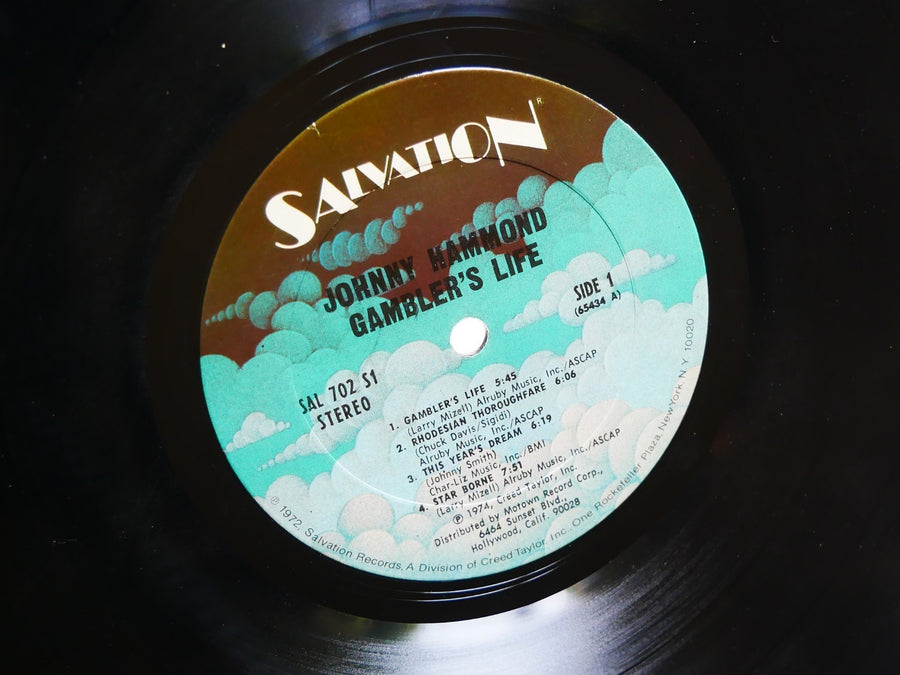 SALVATION
R
JOHNNY HAMMOND
GAMBLER'S LIFE
SIDE 1
(65434 A)
SAL 702 S1
STEREO
1. GAMBLER'S LIFE 5:45
(Larry Mizell) Alruby Music, Inc./ASCAP
2. RHODESIAN THOROUGHFARE 6:06
(Chuck Davis/Sigidi)
Alruby Music, Inc./ASCAP
3. THIS YEAR'S DREAM 6:19
(Johnny Smith)
Char-Liz Music, Inc./BMI
4. STAR BORNE 7:51
(Larry Mizell) Alruby Music, Inc./ASCAP
℗ 1974, Creed Taylor, Inc.
Distributed by Motown Record Corp.,
6464 Sunset Blvd.,
Hollywood, Calif. 90028
℗ 1972, Salvation Records, A Division of Creed Taylor, Inc. One Rockefeller Plaza, New York, N.Y. 10020